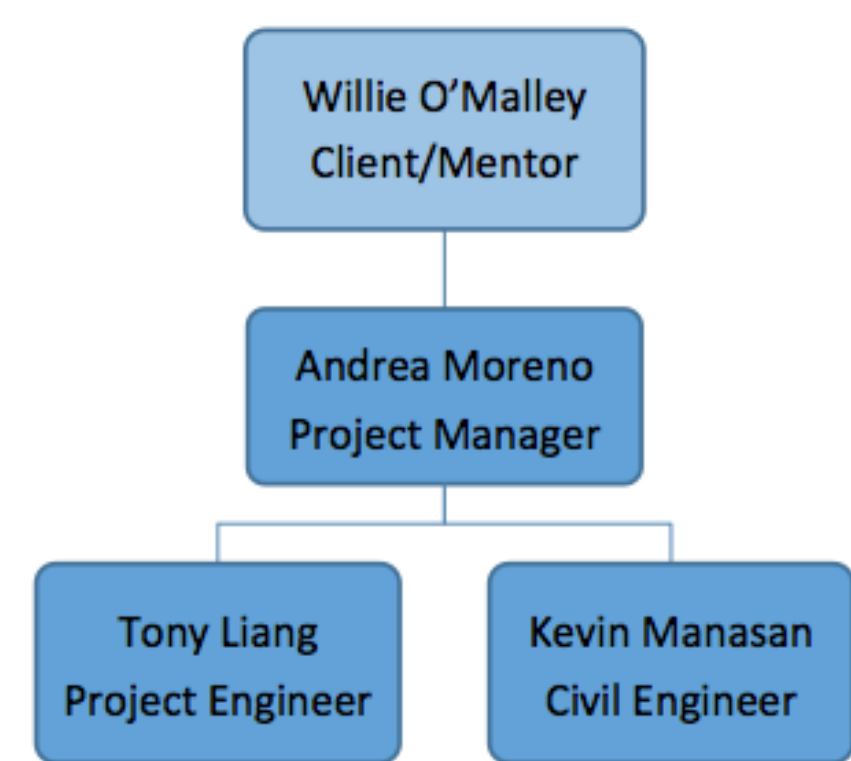 Willie O’Malley
Client/Mentor
Andrea Moreno
Project Manager
Tony Liang
Project Engineer
Kevin Manasan
Civil Engineer